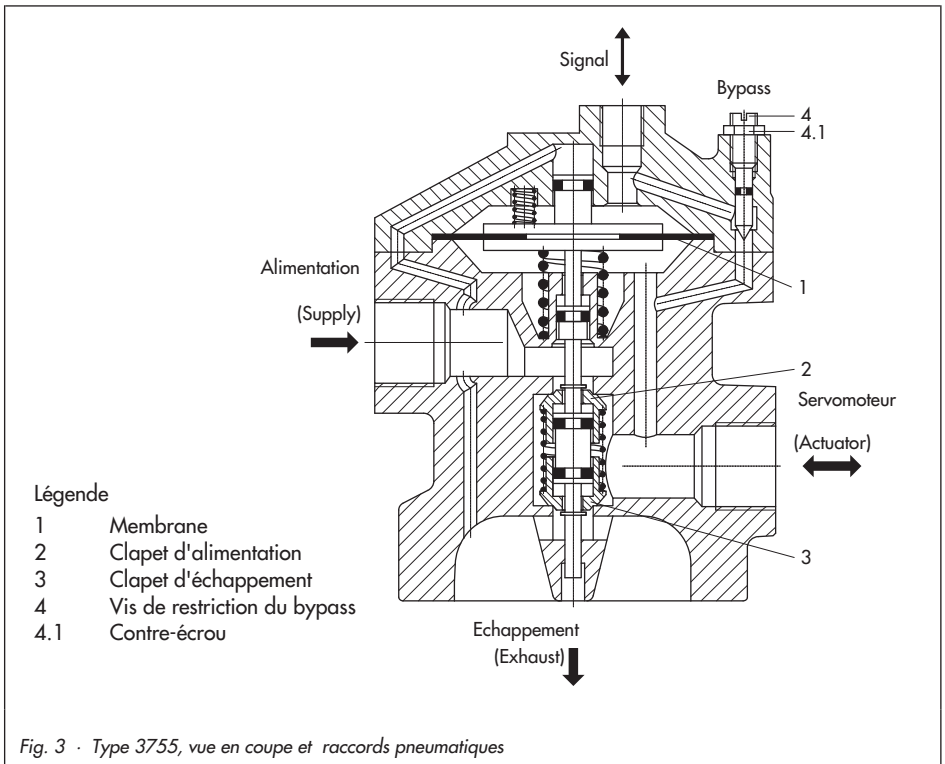 Signal
Bypass
4
4.1
Alimentation
(Supply)
1
2
Servomoteur
(Actuator)
3
Légende
1 Membrane
2 Clapet d'alimentation
3 Clapet d'échappement
4 Vis de restriction du bypass
4.1 Contre-écrou
Echappement
(Exhaust)
Fig. 3 · Type 3755, vue en coupe et raccords pneumatiques